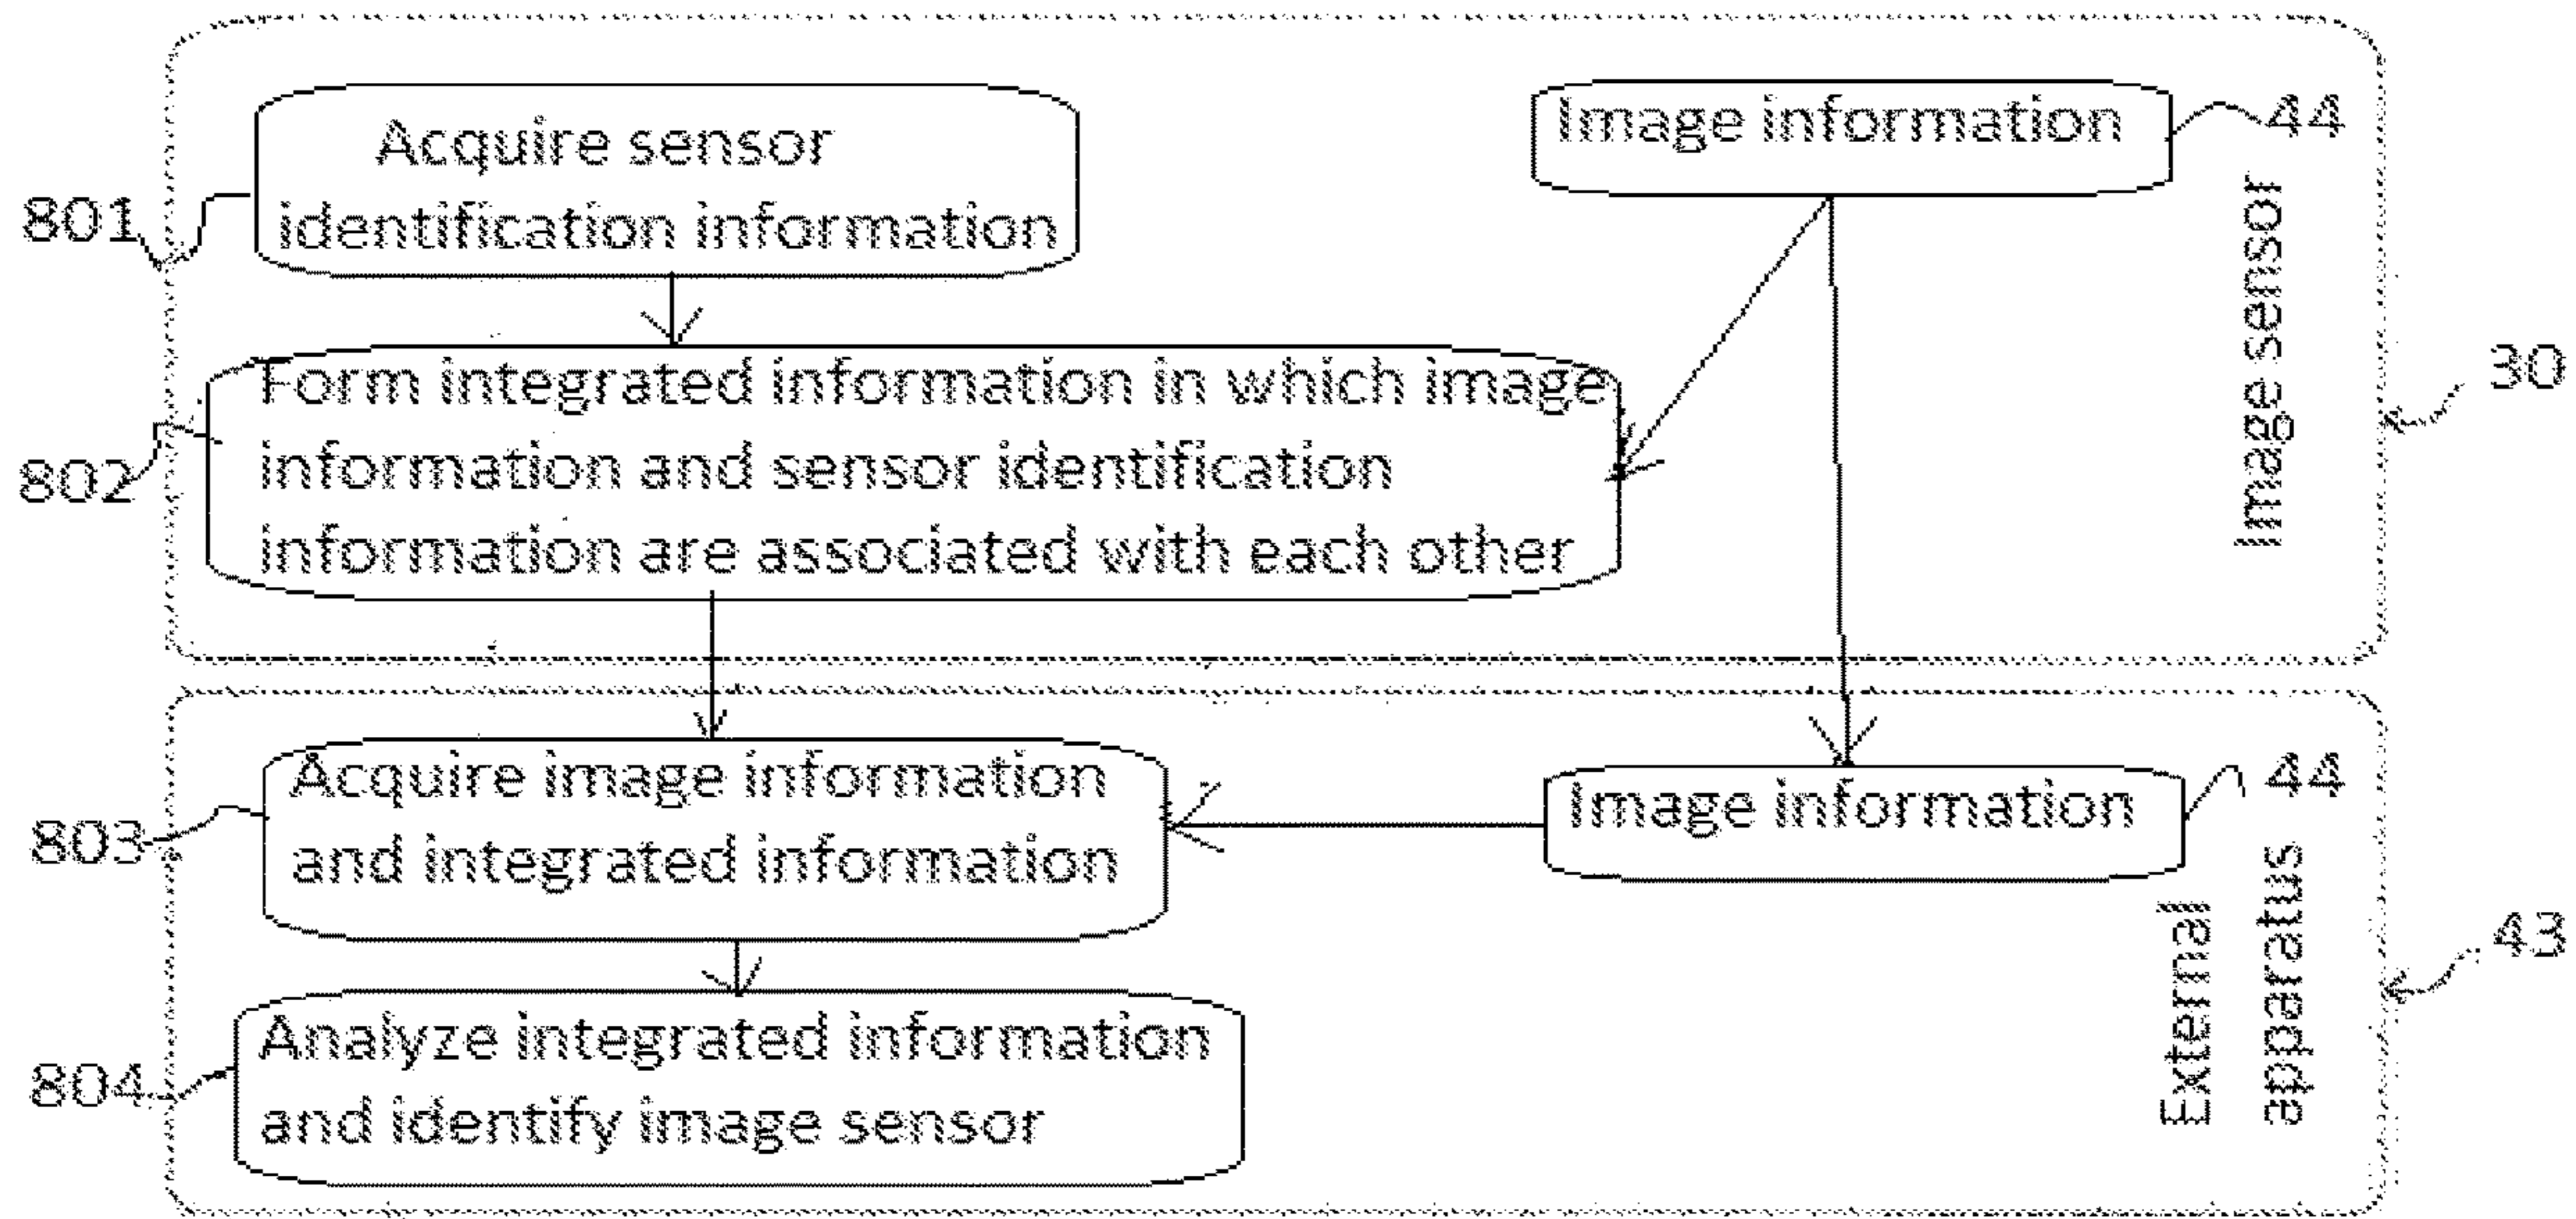 Acquire sensor
identification information
801
Image information
44
Form integrated information in which image
information and sensor identification
information are associated with each other
802
Image sensor
30
Acquire image information
and integrated information
803
Image information
44
Analyze integrated information
and identify image sensor
804
External
apparatus
43